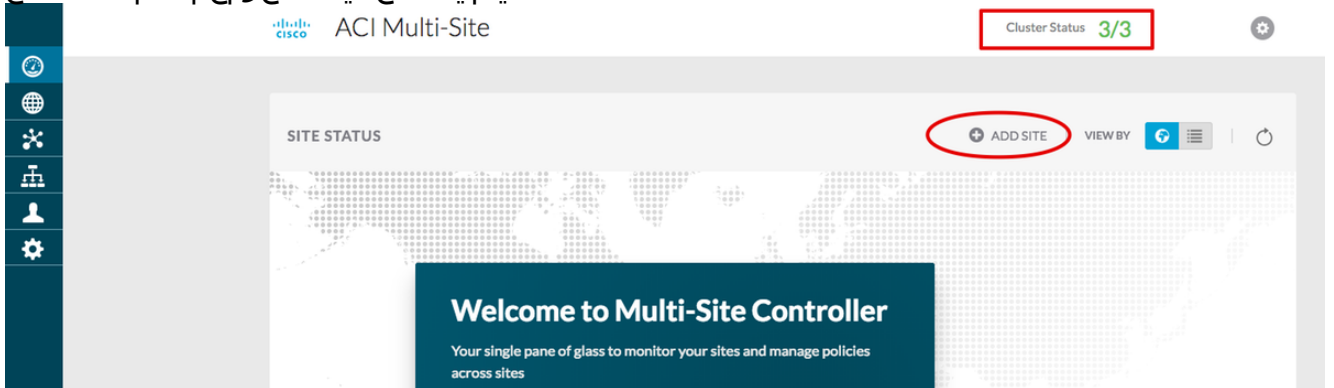 cisco ACI Multi-Site Cluster Status 3/3
SITE STATUS ADD SITE VIEW BY
Welcome to Multi-Site Controller
Your single pane of glass to monitor your sites and manage policies
across sites